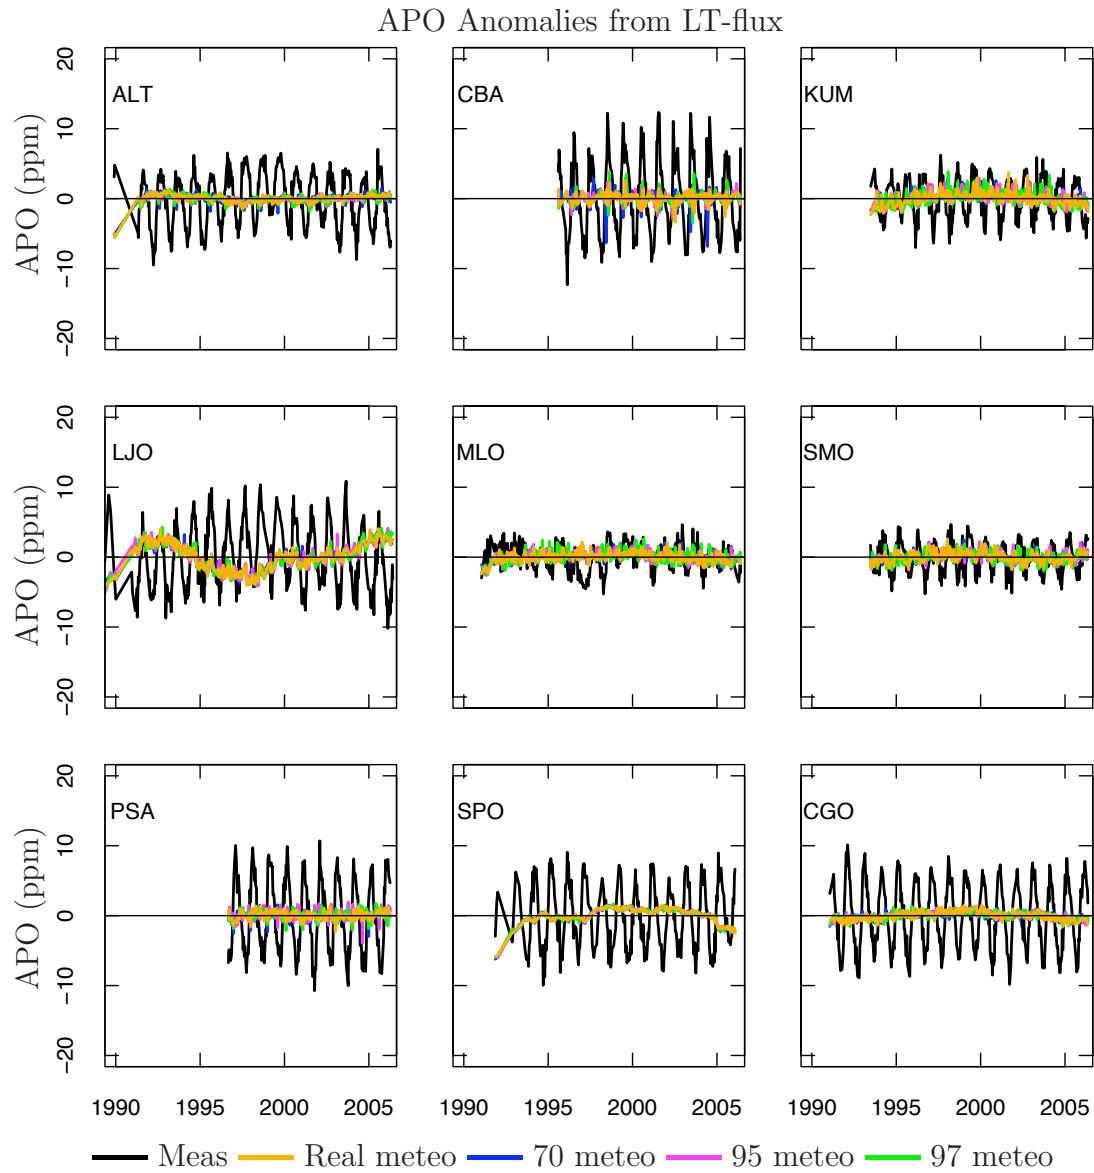 APO Anomalies from LT-flux
APO (ppm)
20
10
0
−10
−20
ALT
CBA
KUM
APO (ppm)
20
10
0
−10
−20
LJO
MLO
SMO
APO (ppm)
20
10
0
−10
−20
PSA
SPO
CGO
1990 1995 2000 2005 1990 1995 2000 2005 1990 1995 2000 2005
Meas Real meteo 70 meteo 95 meteo 97 meteo